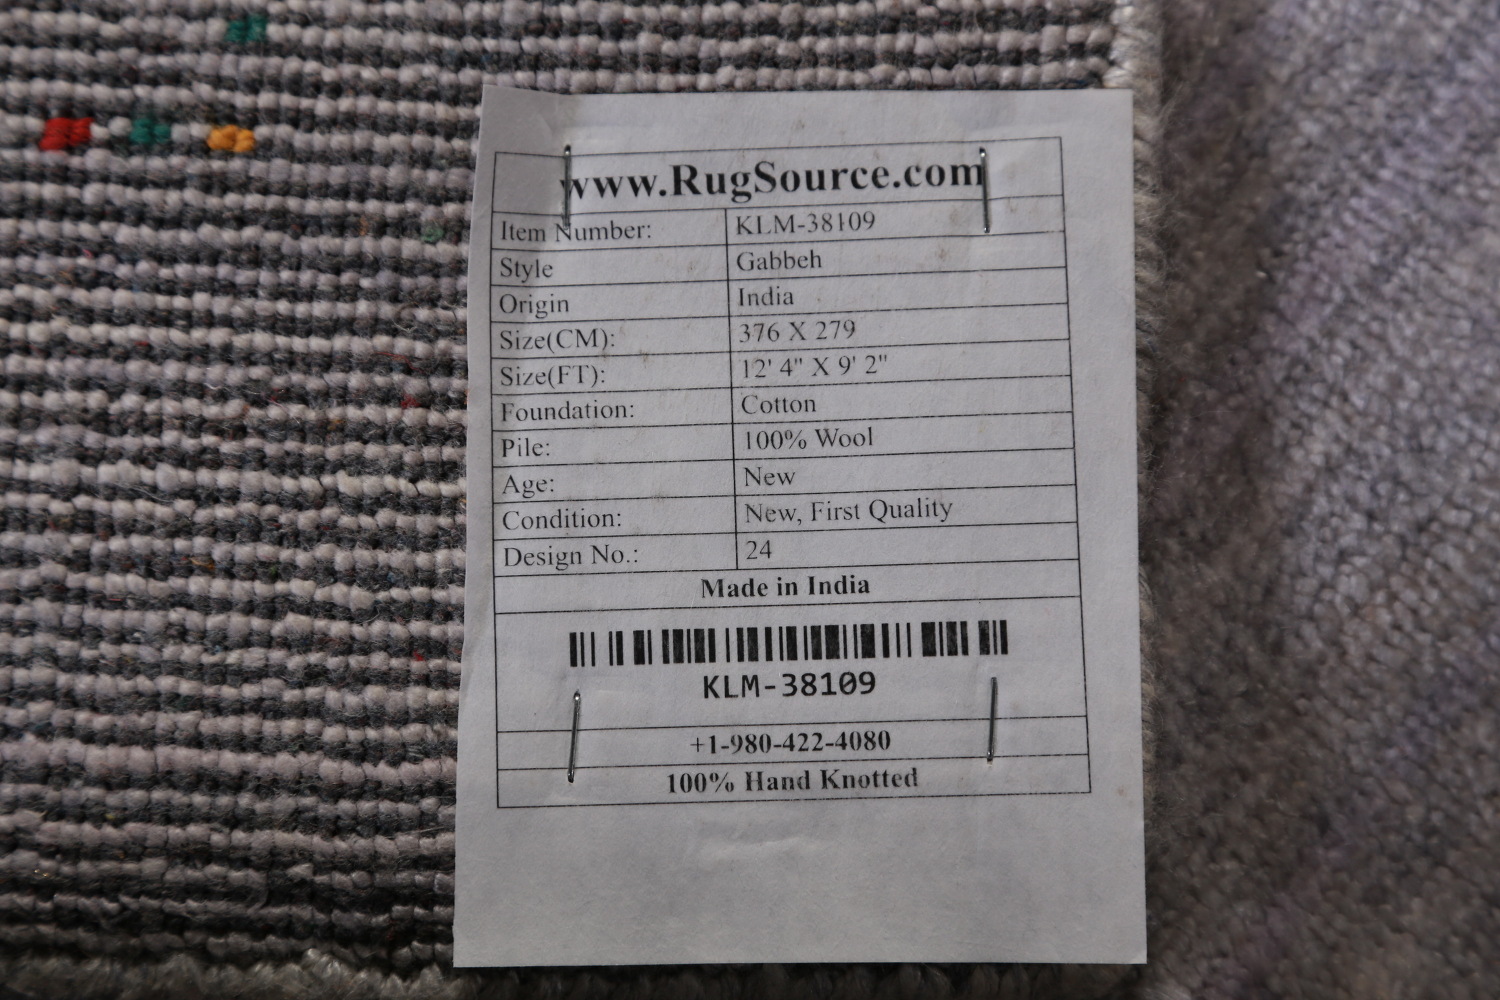 www.RugSource.com
Item Number: KLM-38109
Style Gabbeh
Origin India
Size(CM): 376 X 279
Size(FT): 12' 4" X 9' 2"
Foundation: Cotton
Pile: 100% Wool
Age: New
Condition: New, First Quality
Design No.: 24
Made in India
KLM-38109
+1-980-422-4080
100% Hand Knotted